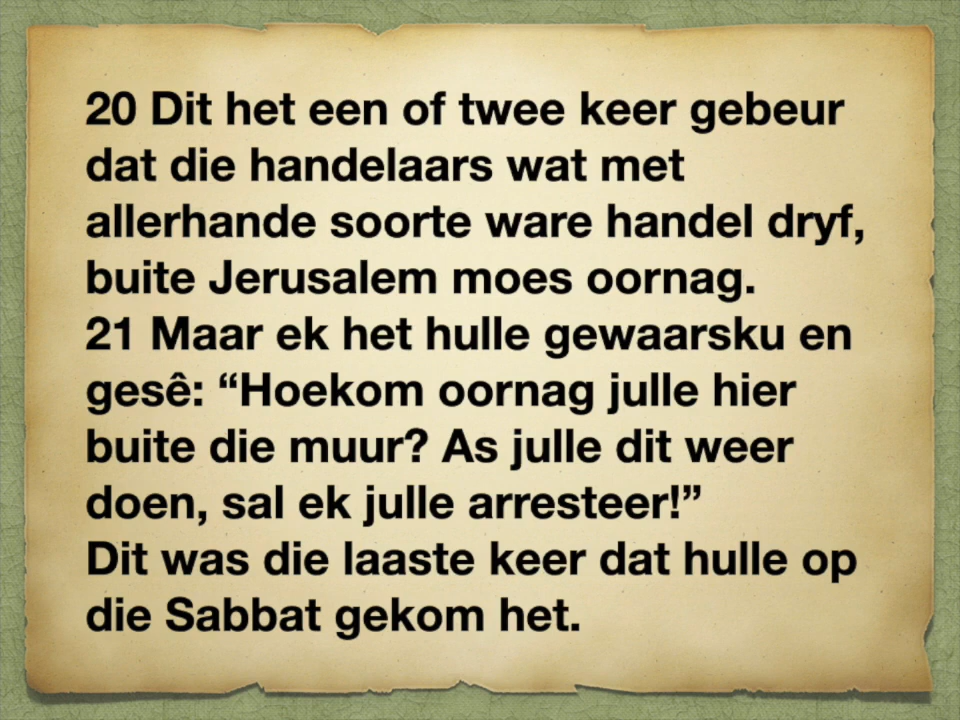 20 Dit het een of twee keer gebeur
dat die handelaars wat met
allerhande soorte ware handel dryf,
buite Jerusalem moes oornag.
21 Maar ek het hulle gewaarsku en
gesê: “Hoekom oornag julle hier
buite die muur? As julle dit weer
doen, sal ek julle arresteer!”
Dit was die laaste keer dat hulle op
die Sabbat gekom het.